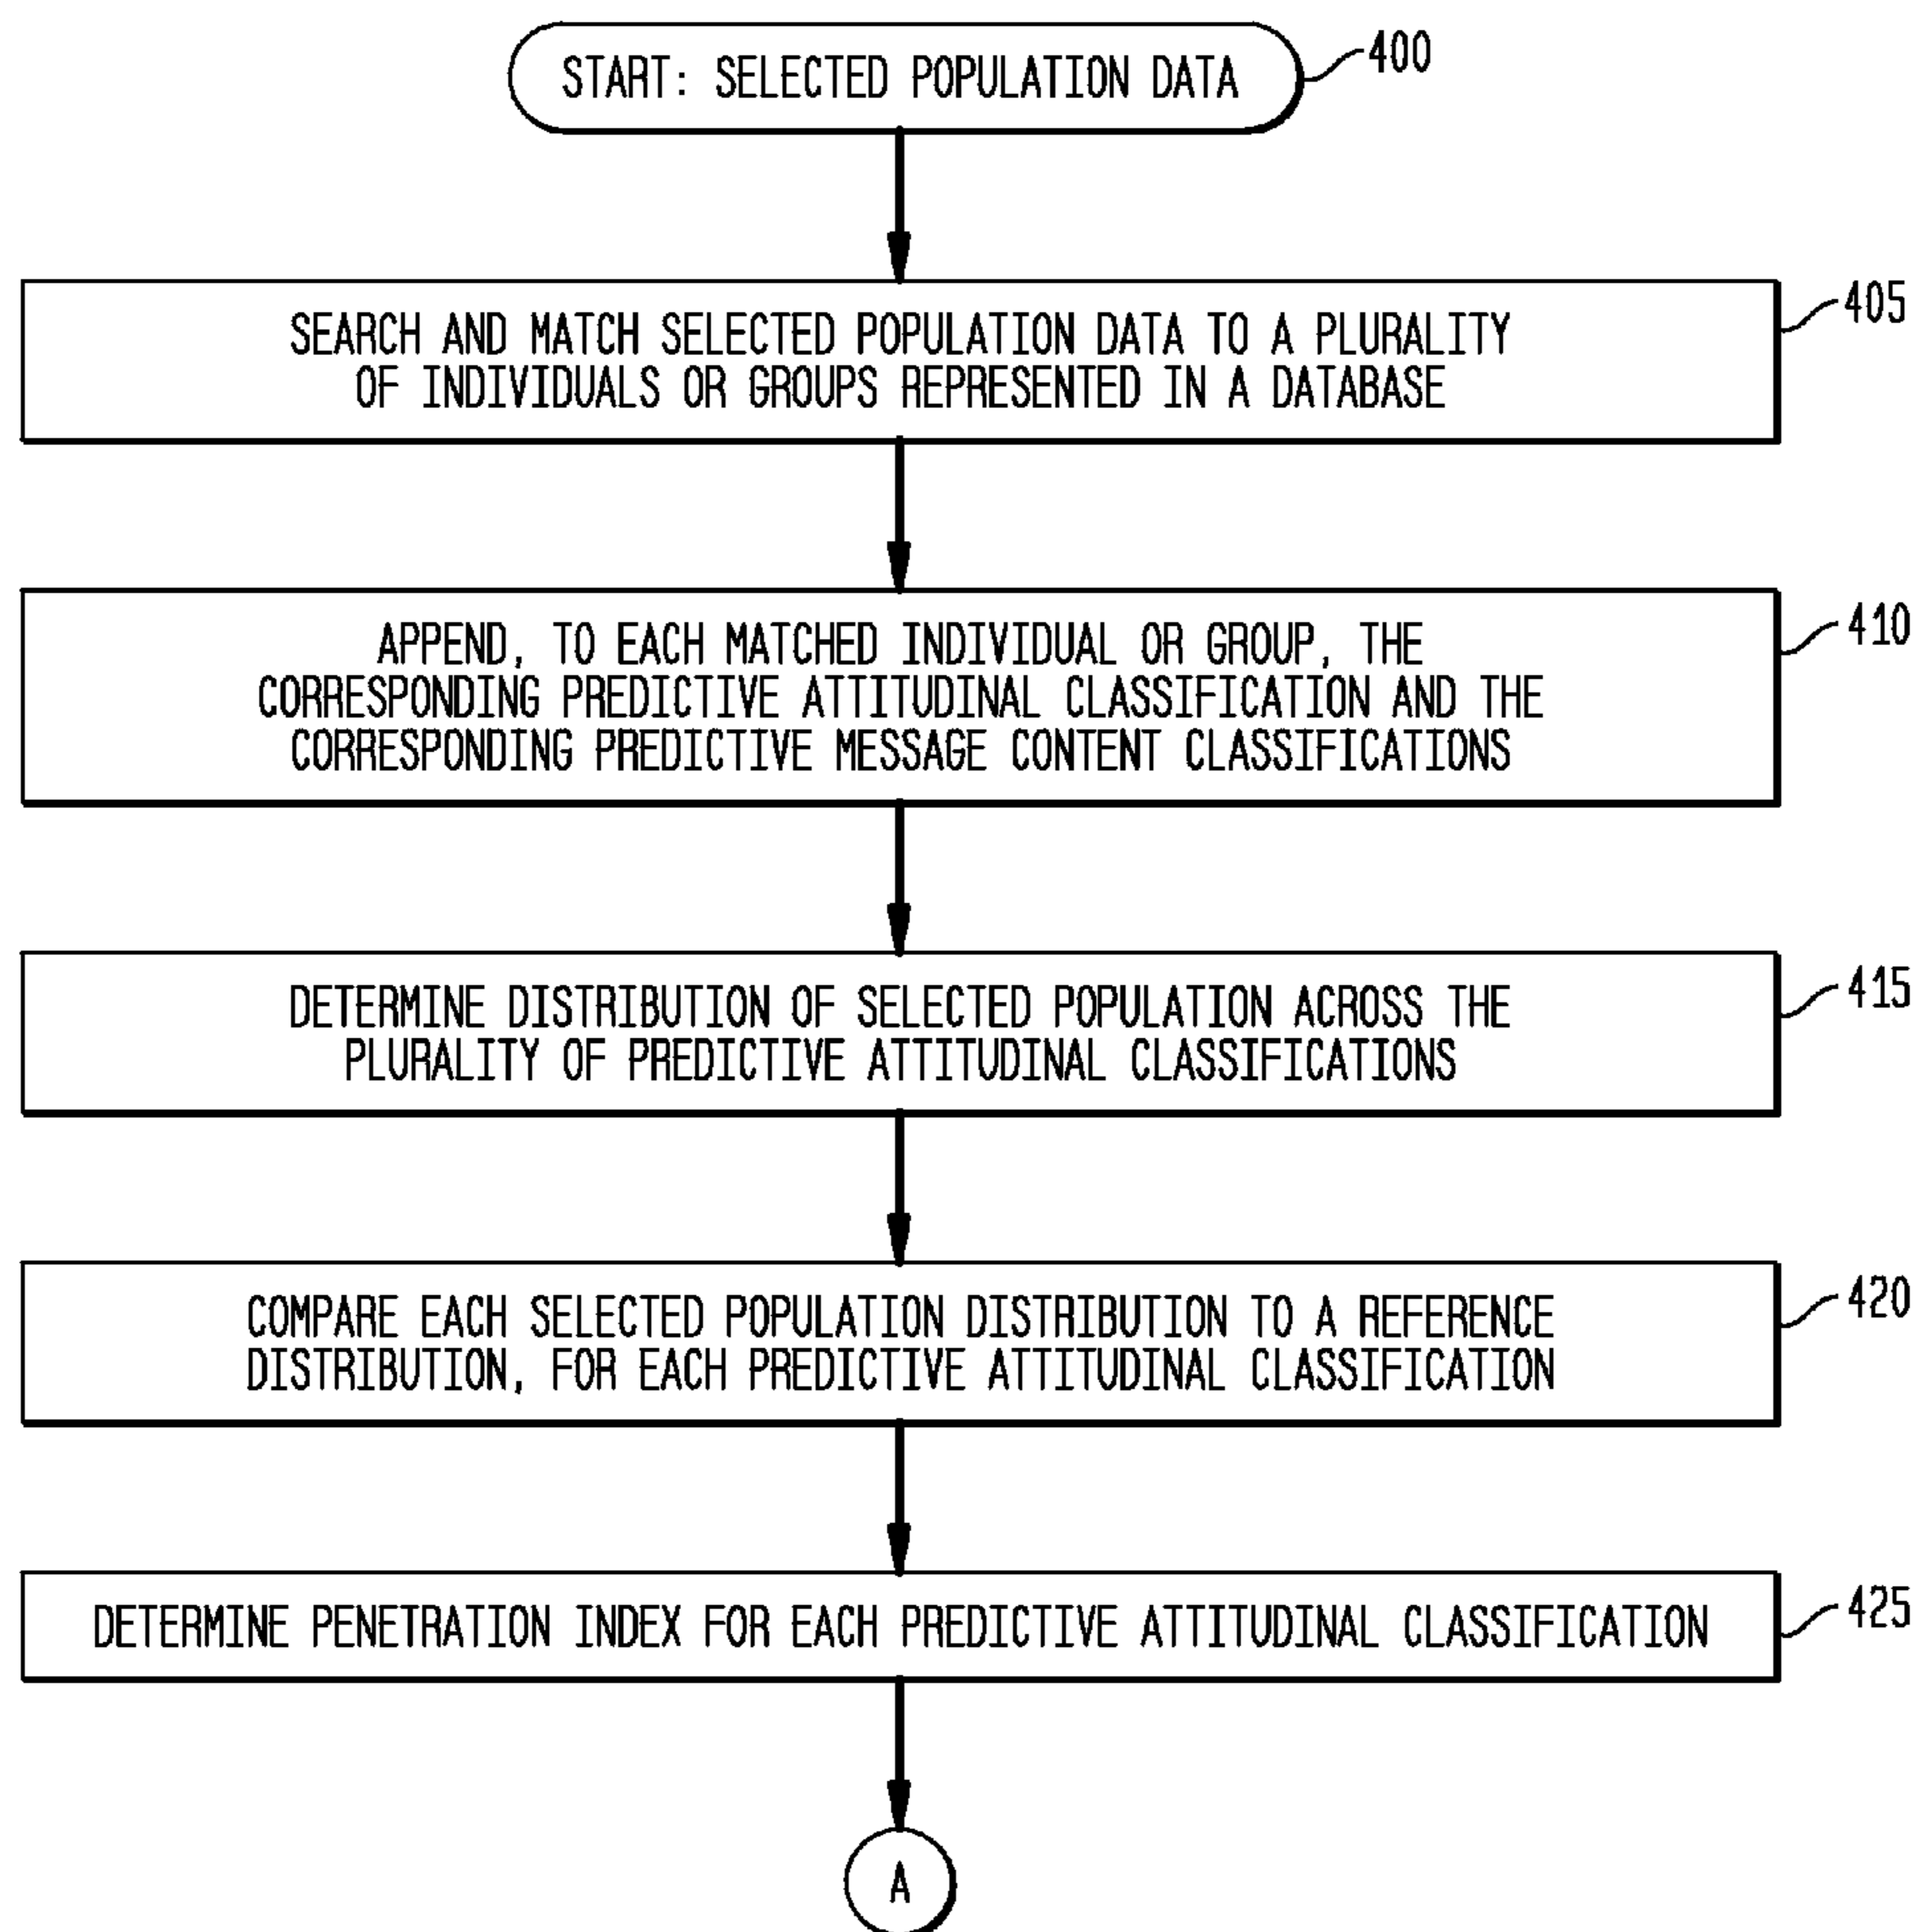 START: SELECTED POPULATION DATA
400
SEARCH AND MATCH SELECTED POPULATION DATA TO A PLURALITY
OF INDIVIDUALS OR GROUPS REPRESENTED IN A DATABASE
405
APPEND, TO EACH MATCHED INDIVIDUAL OR GROUP, THE
CORRESPONDING PREDICTIVE ATTITUDINAL CLASSIFICATION AND THE
CORRESPONDING PREDICTIVE MESSAGE CONTENT CLASSIFICATIONS
410
DETERMINE DISTRIBUTION OF SELECTED POPULATION ACROSS THE
PLURALITY OF PREDICTIVE ATTITUDINAL CLASSIFICATIONS
415
COMPARE EACH SELECTED POPULATION DISTRIBUTION TO A REFERENCE
DISTRIBUTION, FOR EACH PREDICTIVE ATTITUDINAL CLASSIFICATION
420
DETERMINE PENETRATION INDEX FOR EACH PREDICTIVE ATTITUDINAL CLASSIFICATION
425
A